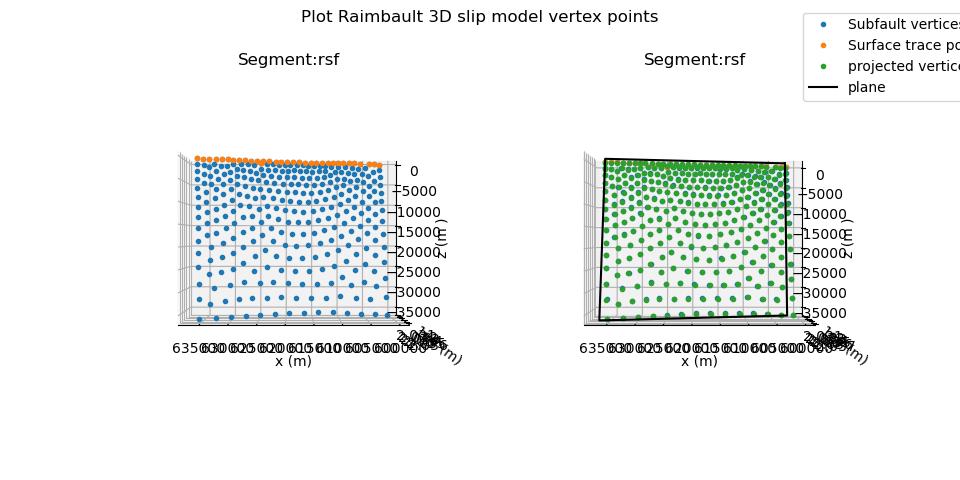 Plot Raimbault 3D slip model vertex points
Segment:rsf
Segment:rsf
Subfault vertices
Surface trace po
projected vertice
plane
0
5000
10000
15000
20000
25000
30000
35000
z (m )
x (m)
(m)
0
5000
10000
15000
20000
25000
30000
35000
z (m )
x (m)
(m)